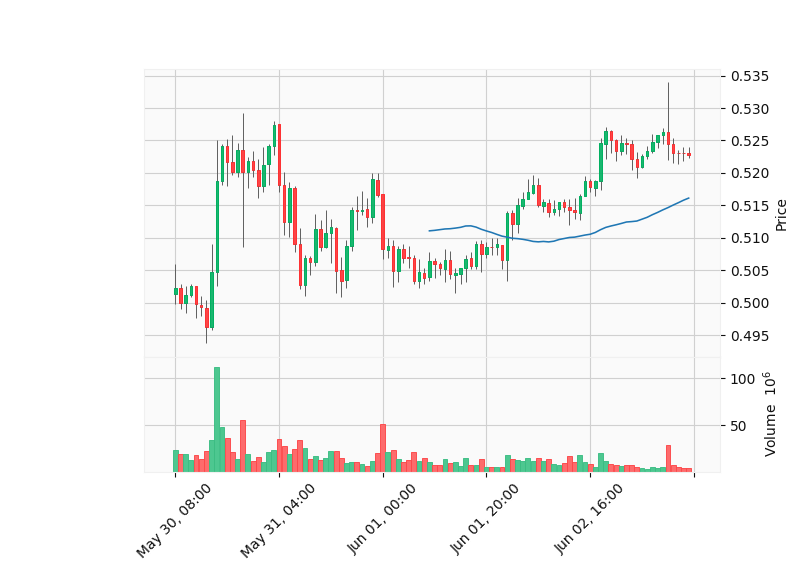 0.535
0.530
0.525
0.520
0.515
0.510
0.505
0.500
0.495
Price
100
50
Volume 10^6
May 30, 08:00
May 31, 04:00
Jun 01, 00:00
Jun 01, 20:00
Jun 02, 16:00